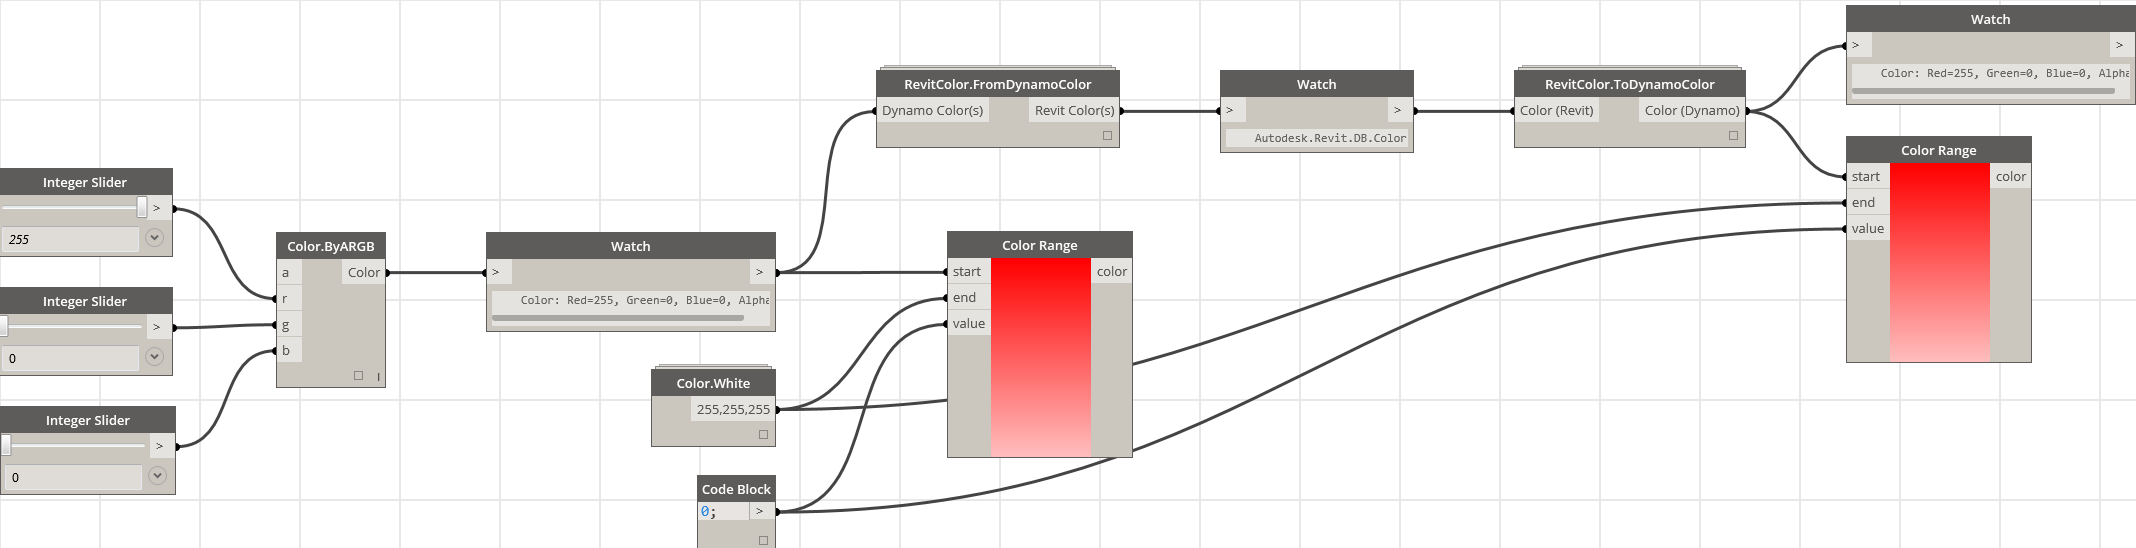 Integer Slider
>
255
Integer Slider
>
0
Integer Slider
>
0
Color.ByARGB
a Color
r
g
b
l
Watch
> >
Color: Red=255, Green=0, Blue=0, Alpha
Color.White
255,255,255
Code Block
0; >
RevitColor.FromDynamoColor
Dynamo Color(s) Revit Color(s)
Color Range
start color
end
value
Watch
> >
Autodesk.Revit.DB.Color
RevitColor.ToDynamoColor
Color (Revit) Color (Dynamo)
Watch
> >
Color: Red=255, Green=0, Blue=0, Alpha
Color Range
start color
end
value